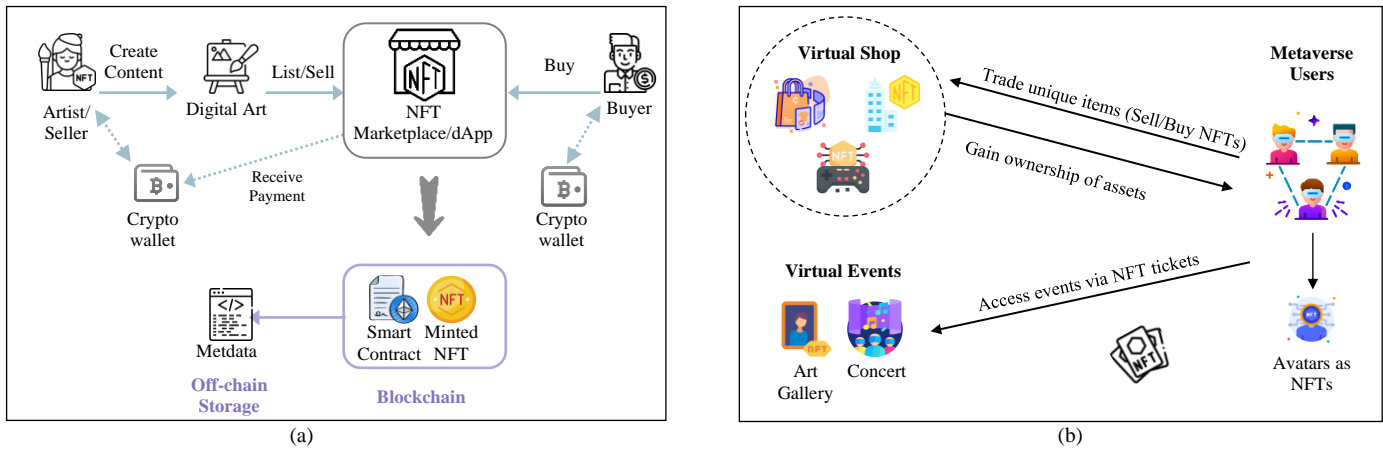 Create
Content
NFT
Artist/
Seller
Digital Art
List/Sell
NFT
NFT
Marketplace/dApp
Buy
Buyer
Receive
Payment
Crypto
wallet
Crypto
wallet
Metdata
Off-chain
Storage
Smart
Contract
NFT
Minted
NFT
Blockchain
(a)
Virtual Shop
NFT
NFT
Metaverse
Users
Trade unique items (Sell/Buy NFTs)
Gain ownership of assets
Virtual Events
NFT
Art
Gallery
Concert
Access events via NFT tickets
NFT
NFT
Avatars as
NFTs
(b)